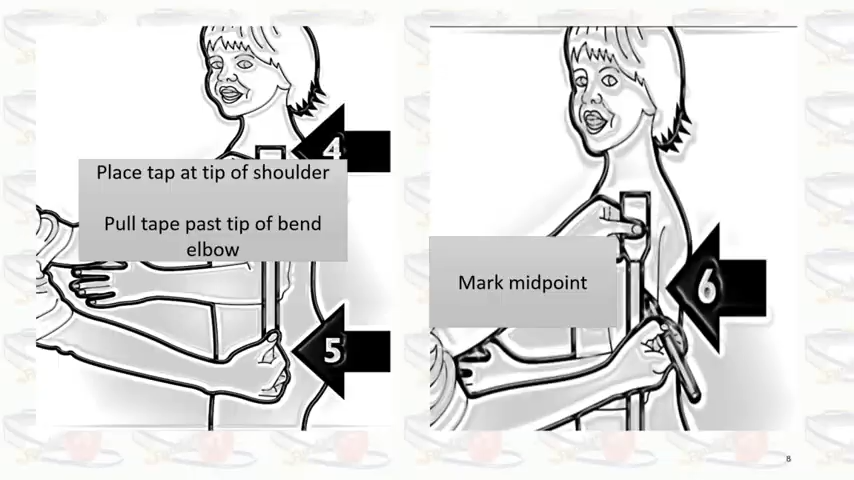 4
Place tap at tip of shoulder
Pull tape past tip of bend
elbow
5
6
Mark midpoint
8